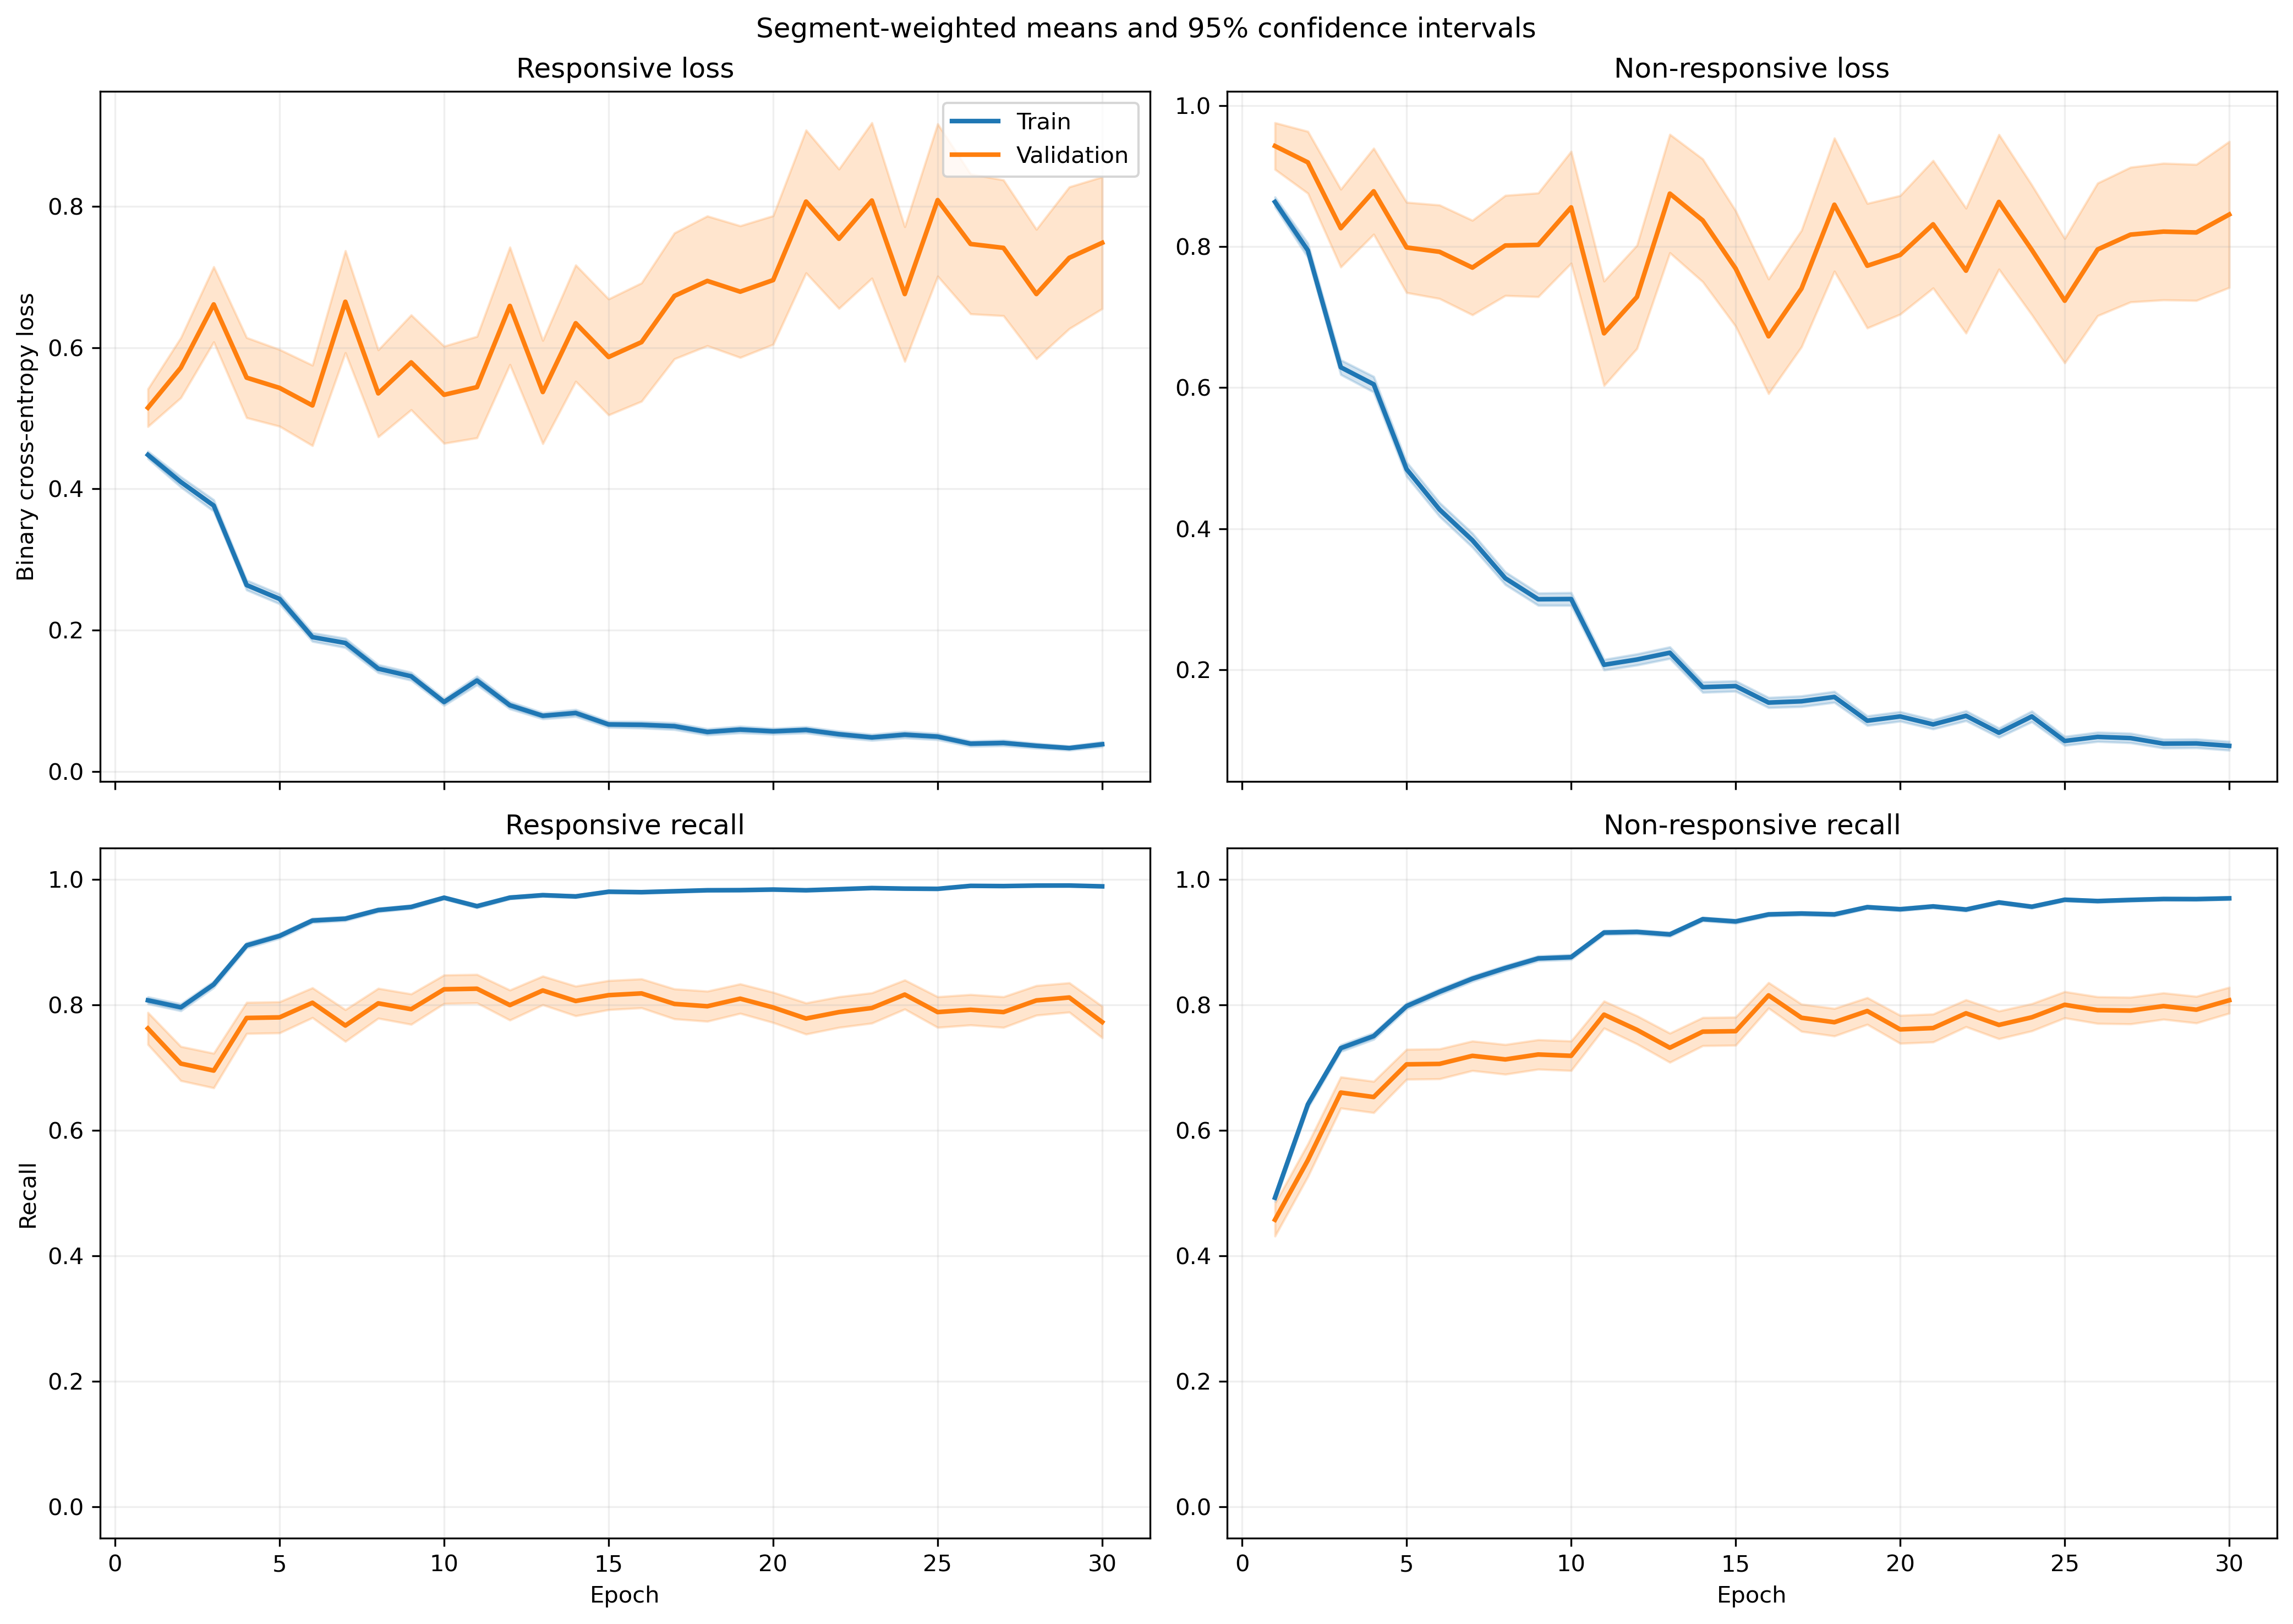 Segment-weighted means and 95% confidence intervals
Responsive loss
Non-responsive loss
Train
Validation
Binary cross-entropy loss
0.8
0.6
0.4
0.2
0.0
1.0
0.8
0.6
0.4
0.2
Responsive recall
Non-responsive recall
Recall
1.0
0.8
0.6
0.4
0.2
0.0
0 5 10 15 20 25 30
Epoch
1.0
0.8
0.6
0.4
0.2
0.0
0 5 10 15 20 25 30
Epoch